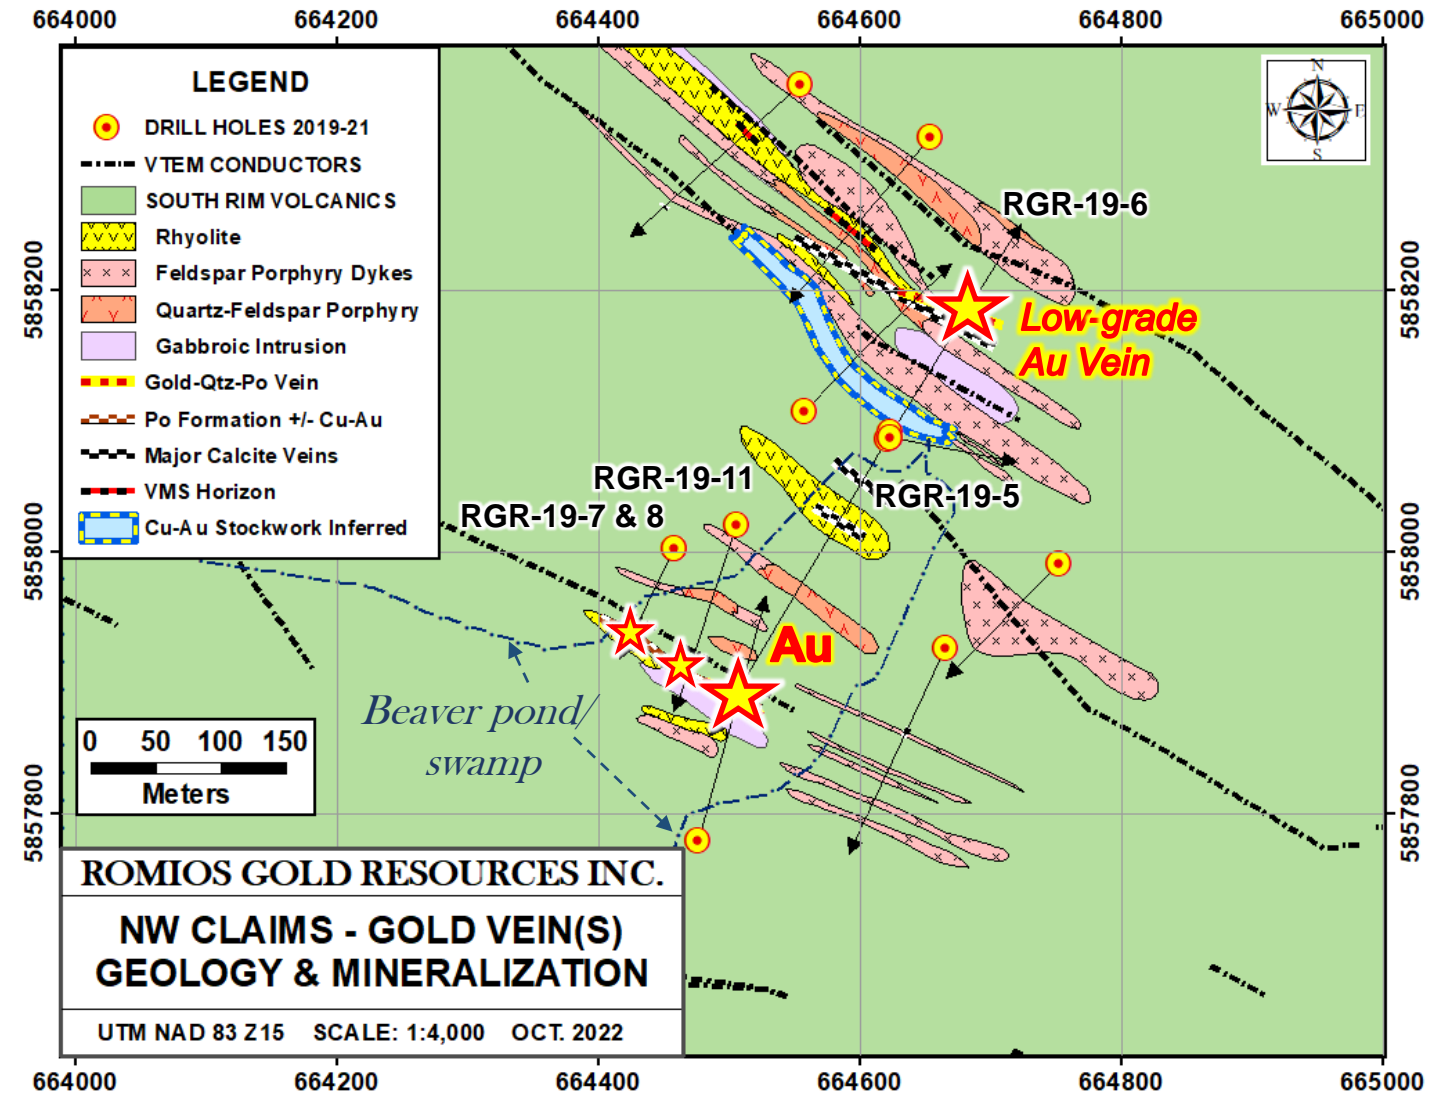 664000 664200 664400 664600 664800 665000
LEGEND
DRILL HOLES 2019-21
VTEM CONDUCTORS
SOUTH RIM VOLCANICS
Rhyolite
Feldspar Porphyry Dykes
Quartz-Feldspar Porphyry
Gabbroic Intrusion
Gold-Qtz-Po Vein
Po Formation +/- Cu-Au
Major Calcite Veins
VMS Horizon
Cu-Au Stockwork Inferred
N
W E
S
RGR-19-6
5858200
5858200
Low-grade
Au Vein
RGR-19-11
RGR-19-5
RGR-19-7 & 8
5858000
5858000
Au
Beaver pond/
swamp
0 50 100 150
Meters
5857800
5857800
ROMIOS GOLD RESOURCES INC.
NW CLAIMS - GOLD VEIN(S)
GEOLOGY & MINERALIZATION
UTM NAD 83 Z15 SCALE: 1:4,000 OCT. 2022
664000 664200 664400 664600 664800 665000